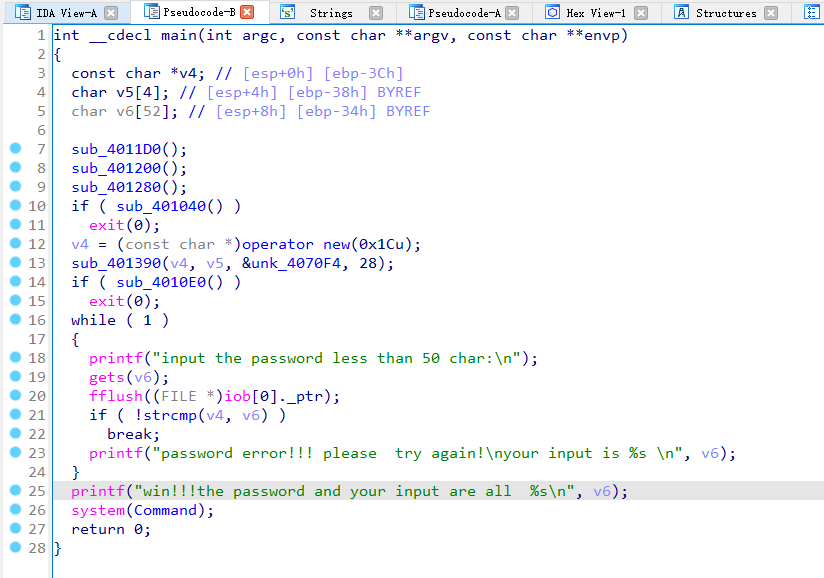 IDA View-A Pseudocode-B Strings Pseudocode-A Hex View-1 Structures
1 int __cdecl main(int argc, const char **argv, const char **envp)
2 {
3 const char *v4; // [esp+0h] [ebp-3Ch]
4 char v5[4]; // [esp+4h] [ebp-38h] BYREF
5 char v6[52]; // [esp+8h] [ebp-34h] BYREF
6
7 sub_4011D0();
8 sub_401200();
9 sub_401280();
10 if ( sub_401040() )
11 exit(0);
12 v4 = (const char *)operator new(0x1Cu);
13 sub_401390(v4, v5, &unk_4070F4, 28);
14 if ( sub_4010E0() )
15 exit(0);
16 while ( 1 )
17 {
18 printf("input the password less than 50 char:\n");
19 gets(v6);
20 fflush((FILE *)iob[0]._ptr);
21 if ( !strcmp(v4, v6) )
22 break;
23 printf("password error!!! please  try again!\nyour input is %s \n", v6);
24 }
25 printf("win!!!the password and your input are all  %s\n", v6);
26 system(Command);
27 return 0;
28 }